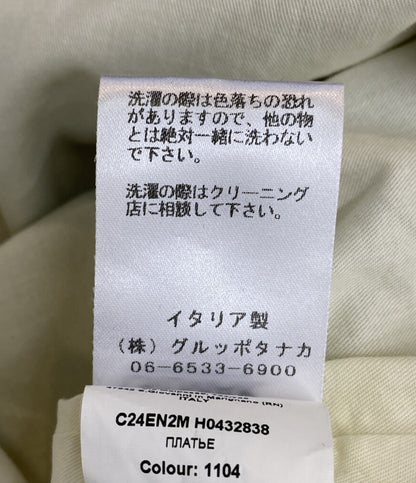 洗濯の際は色落ちの恐れ
がありますので、他の物
とは絶対一緒に洗わない
で下さい。
洗濯の際はクリーニング
店に相談して下さい。
イタリア製
(株) グルッポタナカ
06-6533-6900
ITALY
C24EN2M H0432838
ПЛАТЬЕ
Colour: 1104